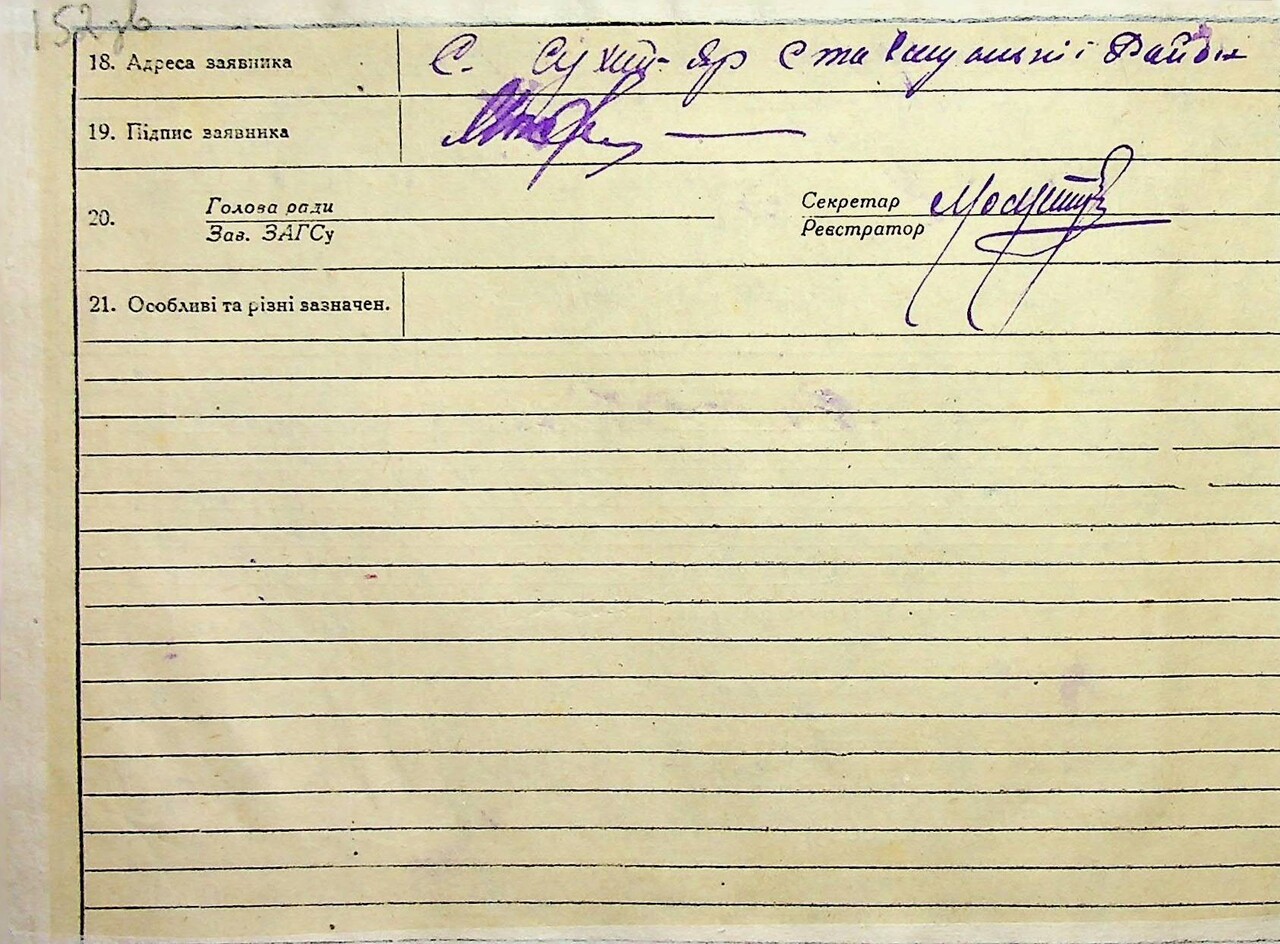 152зв
18. Адреса заявника С. Сухий-яр Ставищанський Район
19. Підпис заявника
20. Голова ради Секретар
Зав. ЗАГСу Реєстратор
21. Особливі та різні зазначен.